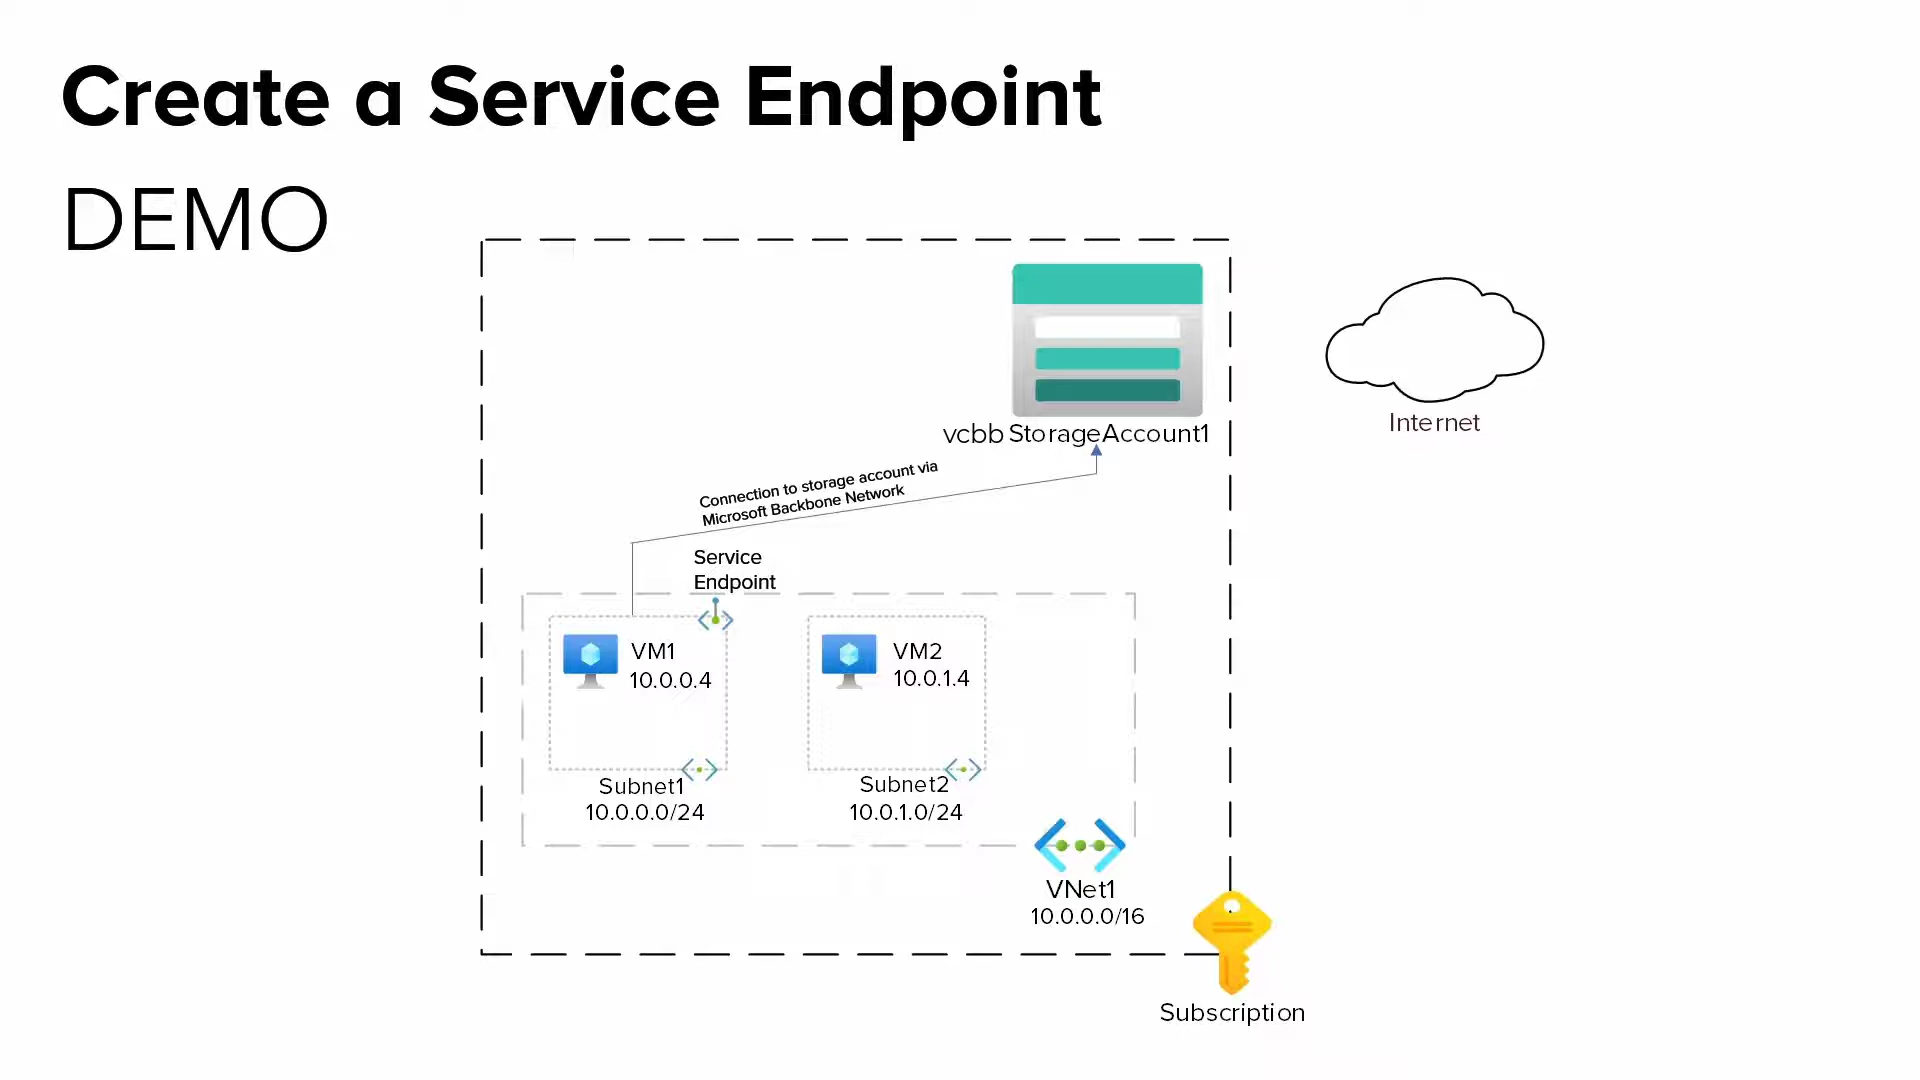 Create a Service Endpoint
DEMO
vcbb StorageAccount1
Internet
Connection to storage account via
Microsoft Backbone Network
Service
Endpoint
VM1
10.0.0.4
VM2
10.0.1.4
Subnet1
10.0.0.0/24
Subnet2
10.0.1.0/24
VNet1
10.0.0.0/16
Subscription